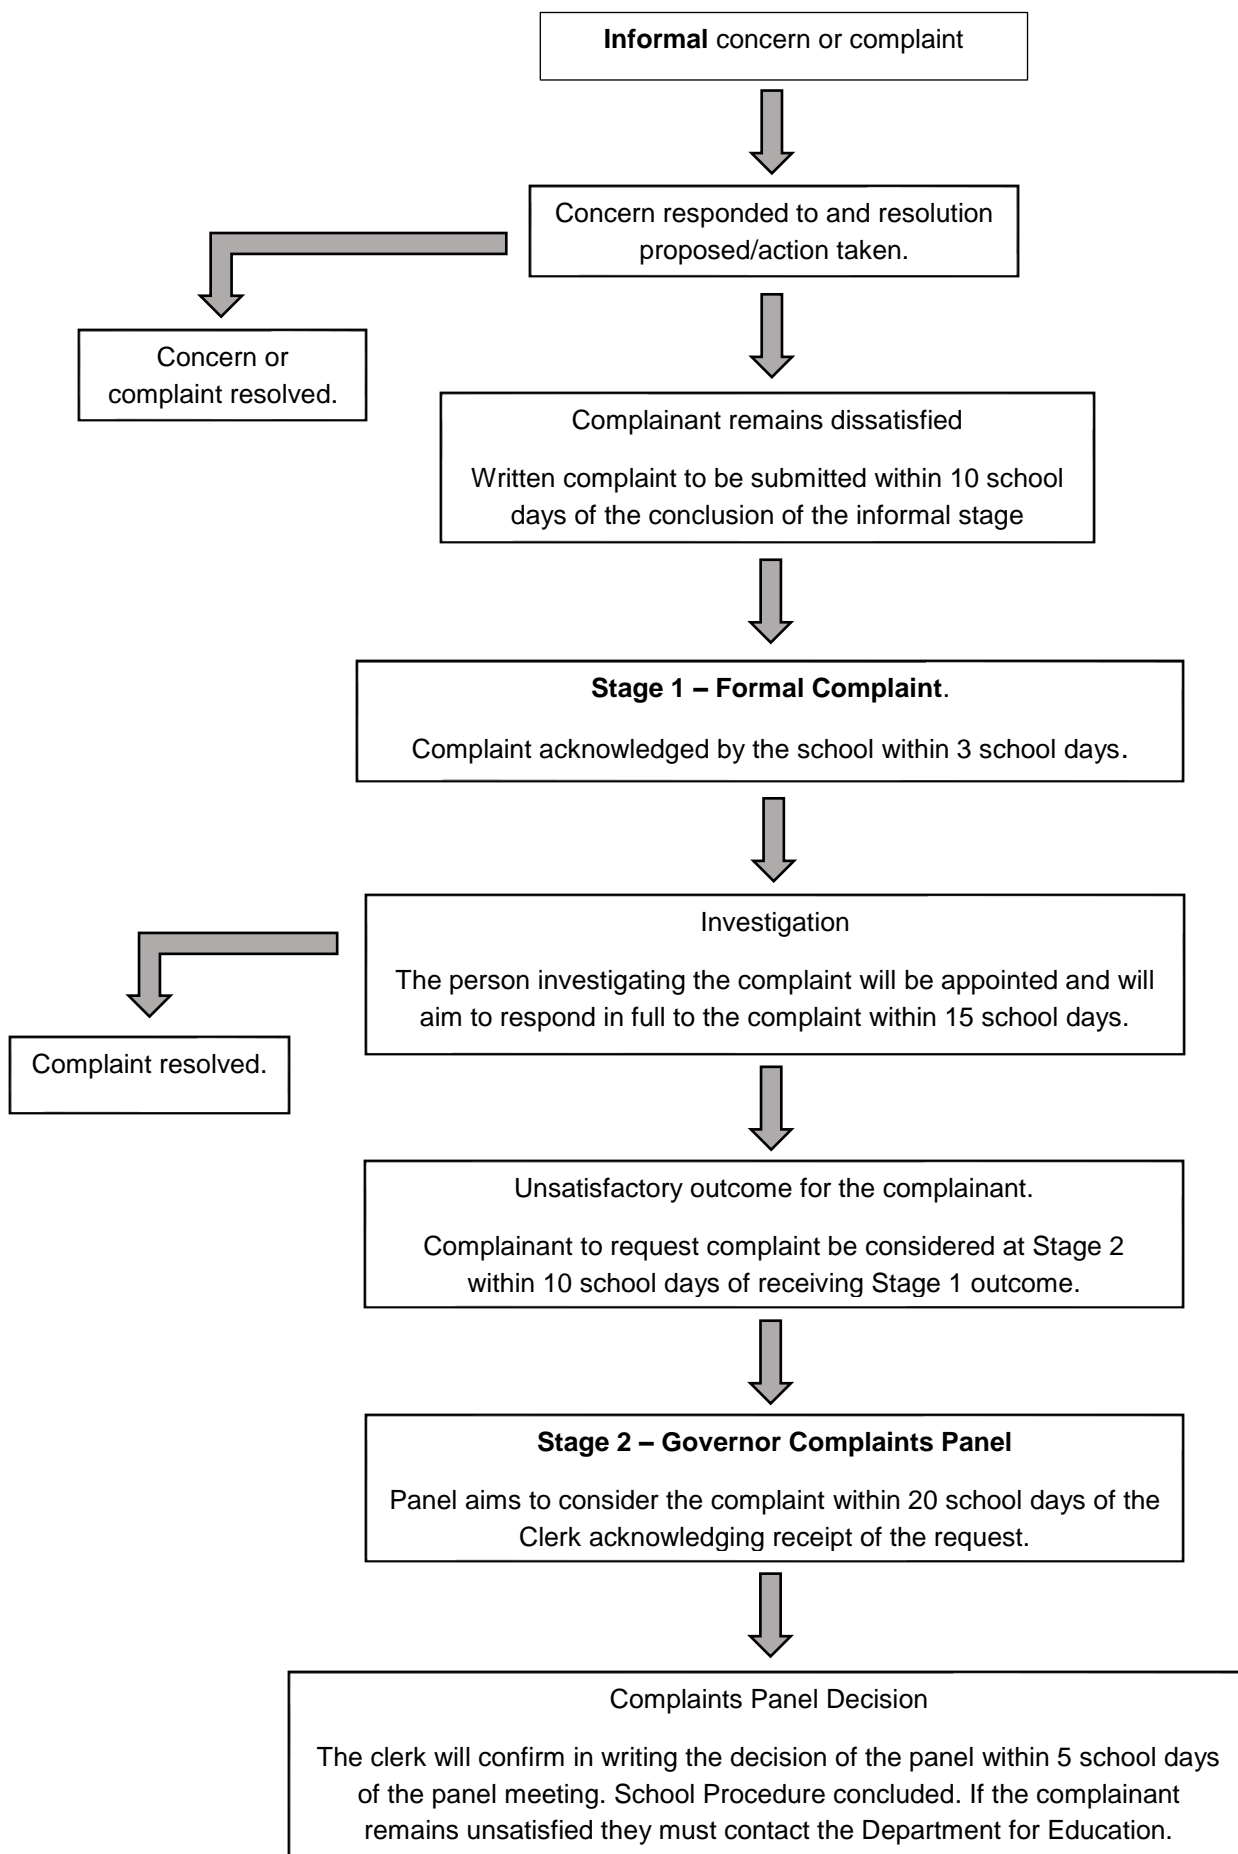 Informal concern or complaint
Concern responded to and resolution
proposed/action taken.
Concern or
complaint resolved.
Complainant remains dissatisfied
Written complaint to be submitted within 10 school
days of the conclusion of the informal stage
Stage 1 – Formal Complaint.
Complaint acknowledged by the school within 3 school days.
Investigation
The person investigating the complaint will be appointed and will
aim to respond in full to the complaint within 15 school days.
Complaint resolved.
Unsatisfactory outcome for the complainant.
Complainant to request complaint be considered at Stage 2
within 10 school days of receiving Stage 1 outcome.
Stage 2 – Governor Complaints Panel
Panel aims to consider the complaint within 20 school days of the
Clerk acknowledging receipt of the request.
Complaints Panel Decision
The clerk will confirm in writing the decision of the panel within 5 school days
of the panel meeting. School Procedure concluded. If the complainant
remains unsatisfied they must contact the Department for Education.